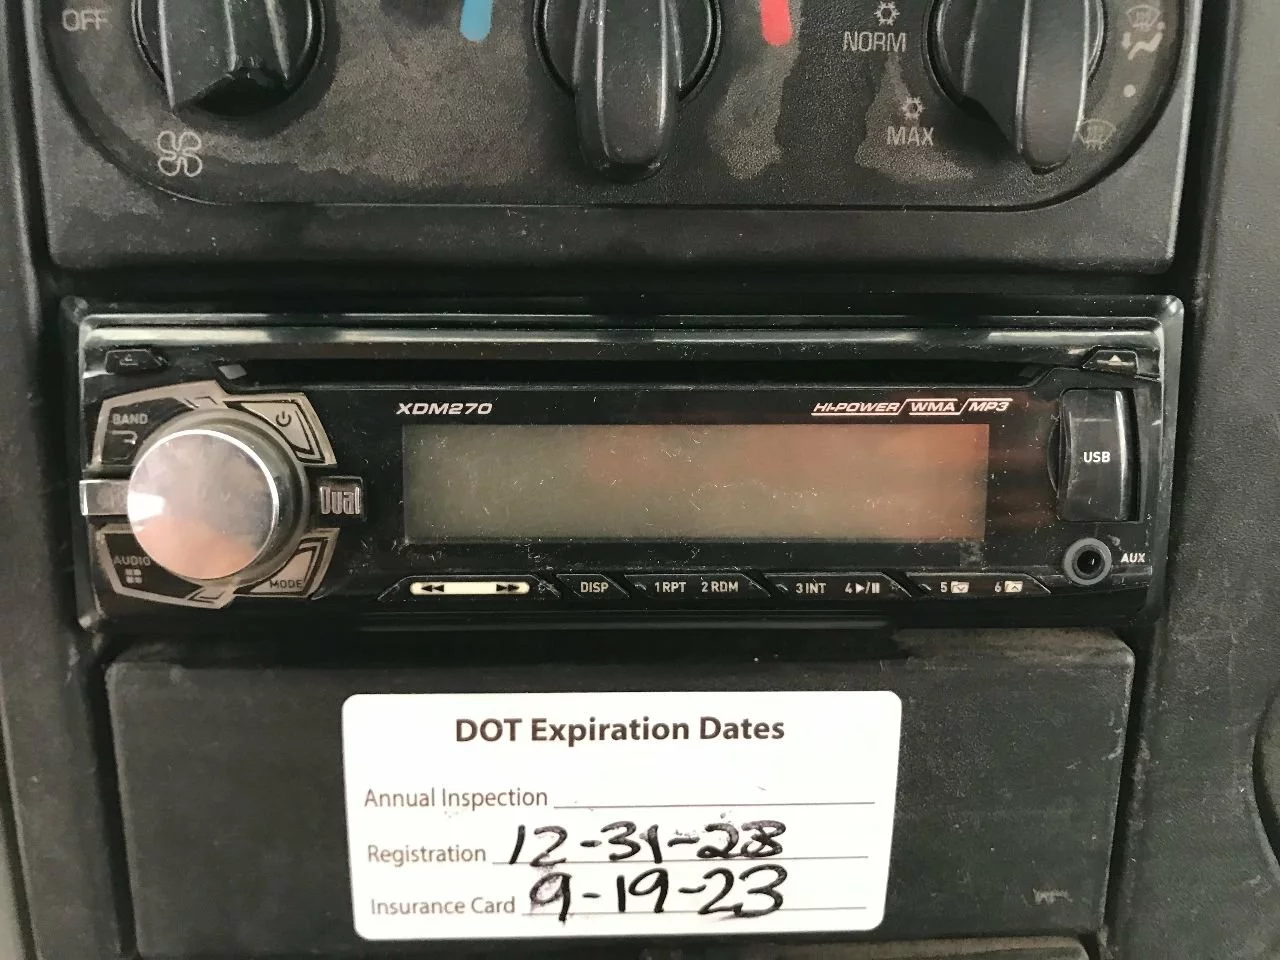 OFF
NORM
MAX
XDM270
HI-POWER/WMA/MP3
BAND
USB
Dual
AUDIO
MODE
AUX
DISP
1RPT 2RDM
3INT 4
5
6
DOT Expiration Dates
Annual Inspection
Registration 12-31-23
Insurance Card 9-19-23